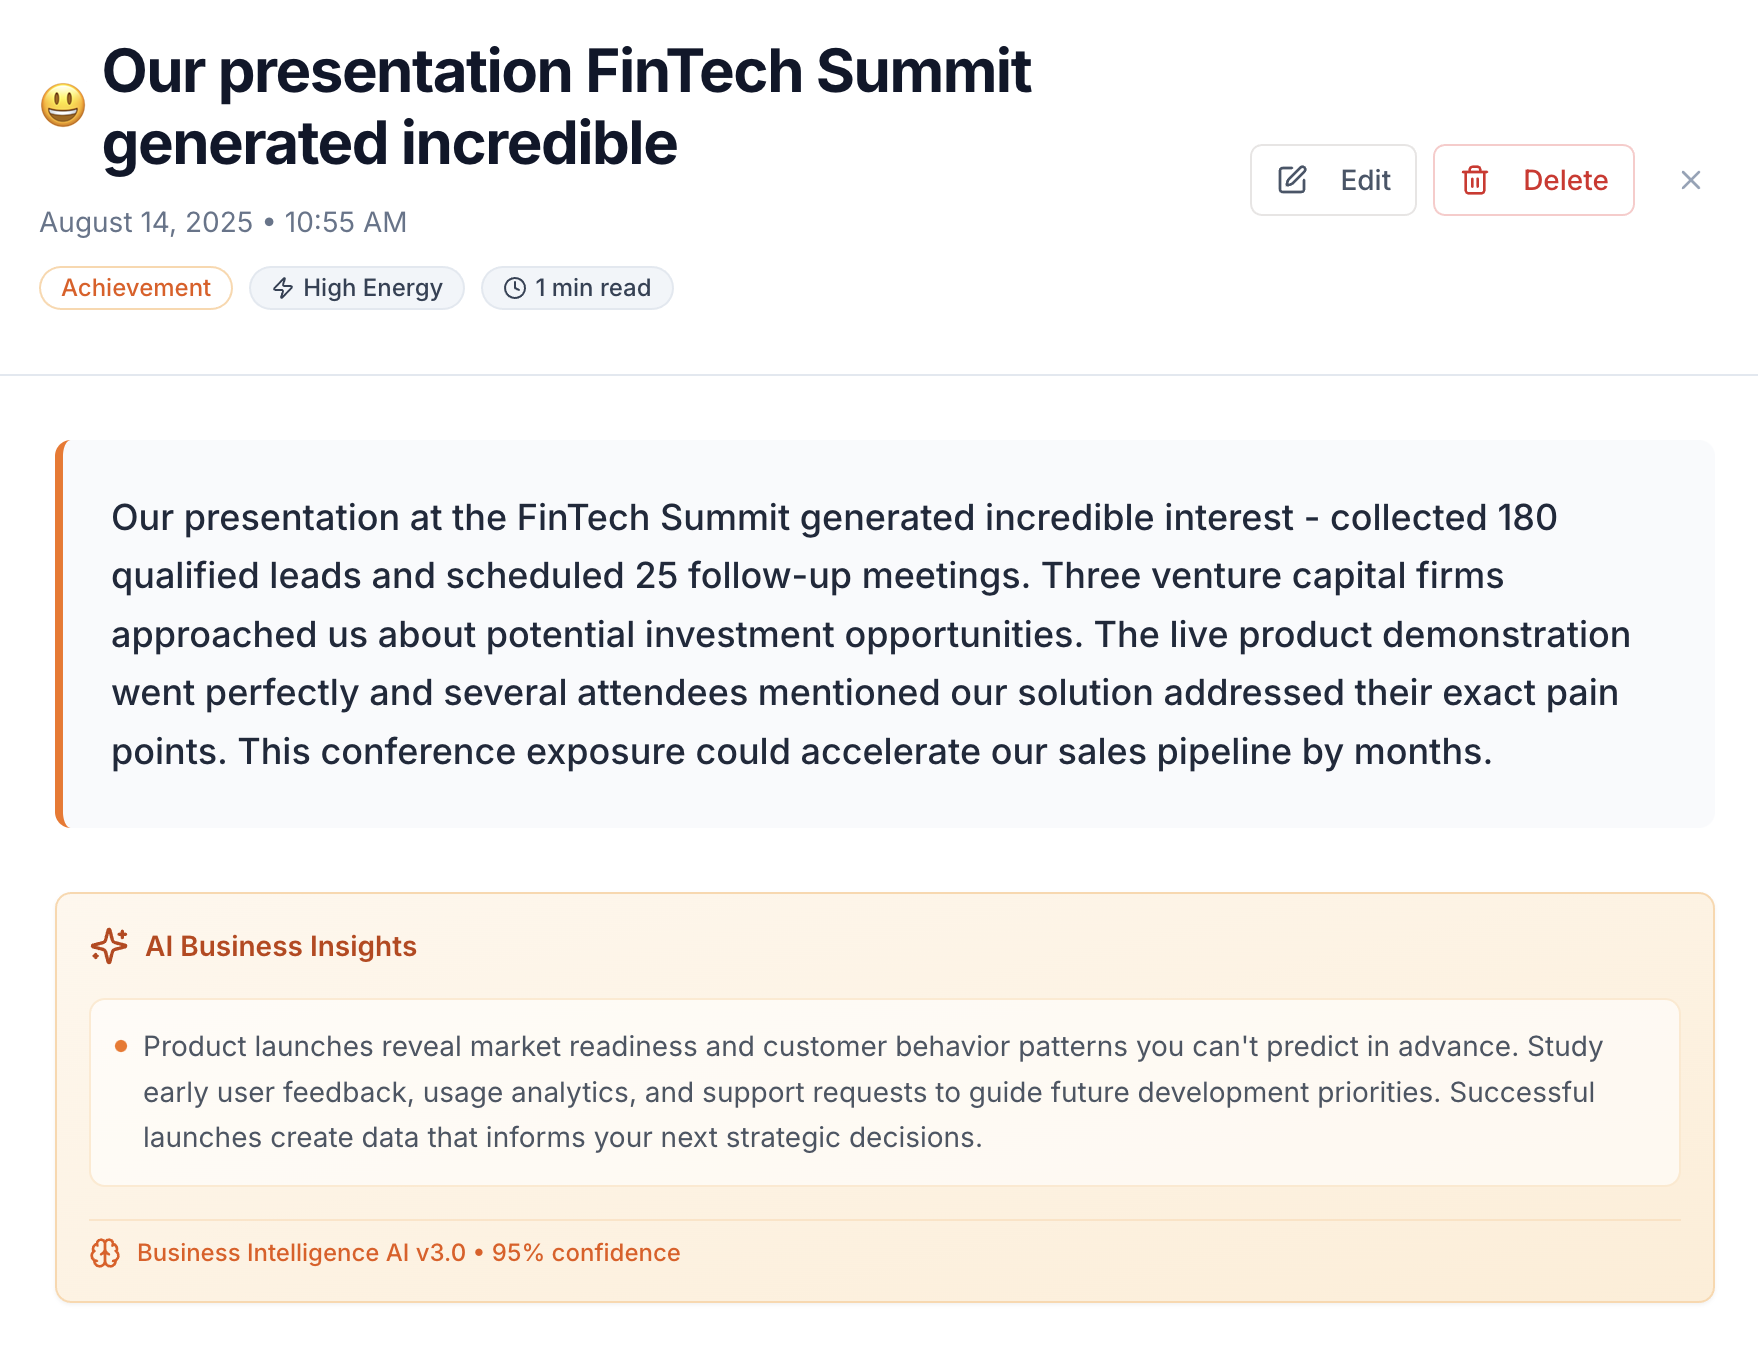 Our presentation FinTech Summit
generated incredible
August 14, 2025 • 10:55 AM
Edit
Delete
Achievement
High Energy
1 min read
Our presentation at the FinTech Summit generated incredible interest - collected 180
qualified leads and scheduled 25 follow-up meetings. Three venture capital firms
approached us about potential investment opportunities. The live product demonstration
went perfectly and several attendees mentioned our solution addressed their exact pain
points. This conference exposure could accelerate our sales pipeline by months.
AI Business Insights
Product launches reveal market readiness and customer behavior patterns you can't predict in advance. Study
early user feedback, usage analytics, and support requests to guide future development priorities. Successful
launches create data that informs your next strategic decisions.
Business Intelligence AI v3.0 • 95% confidence